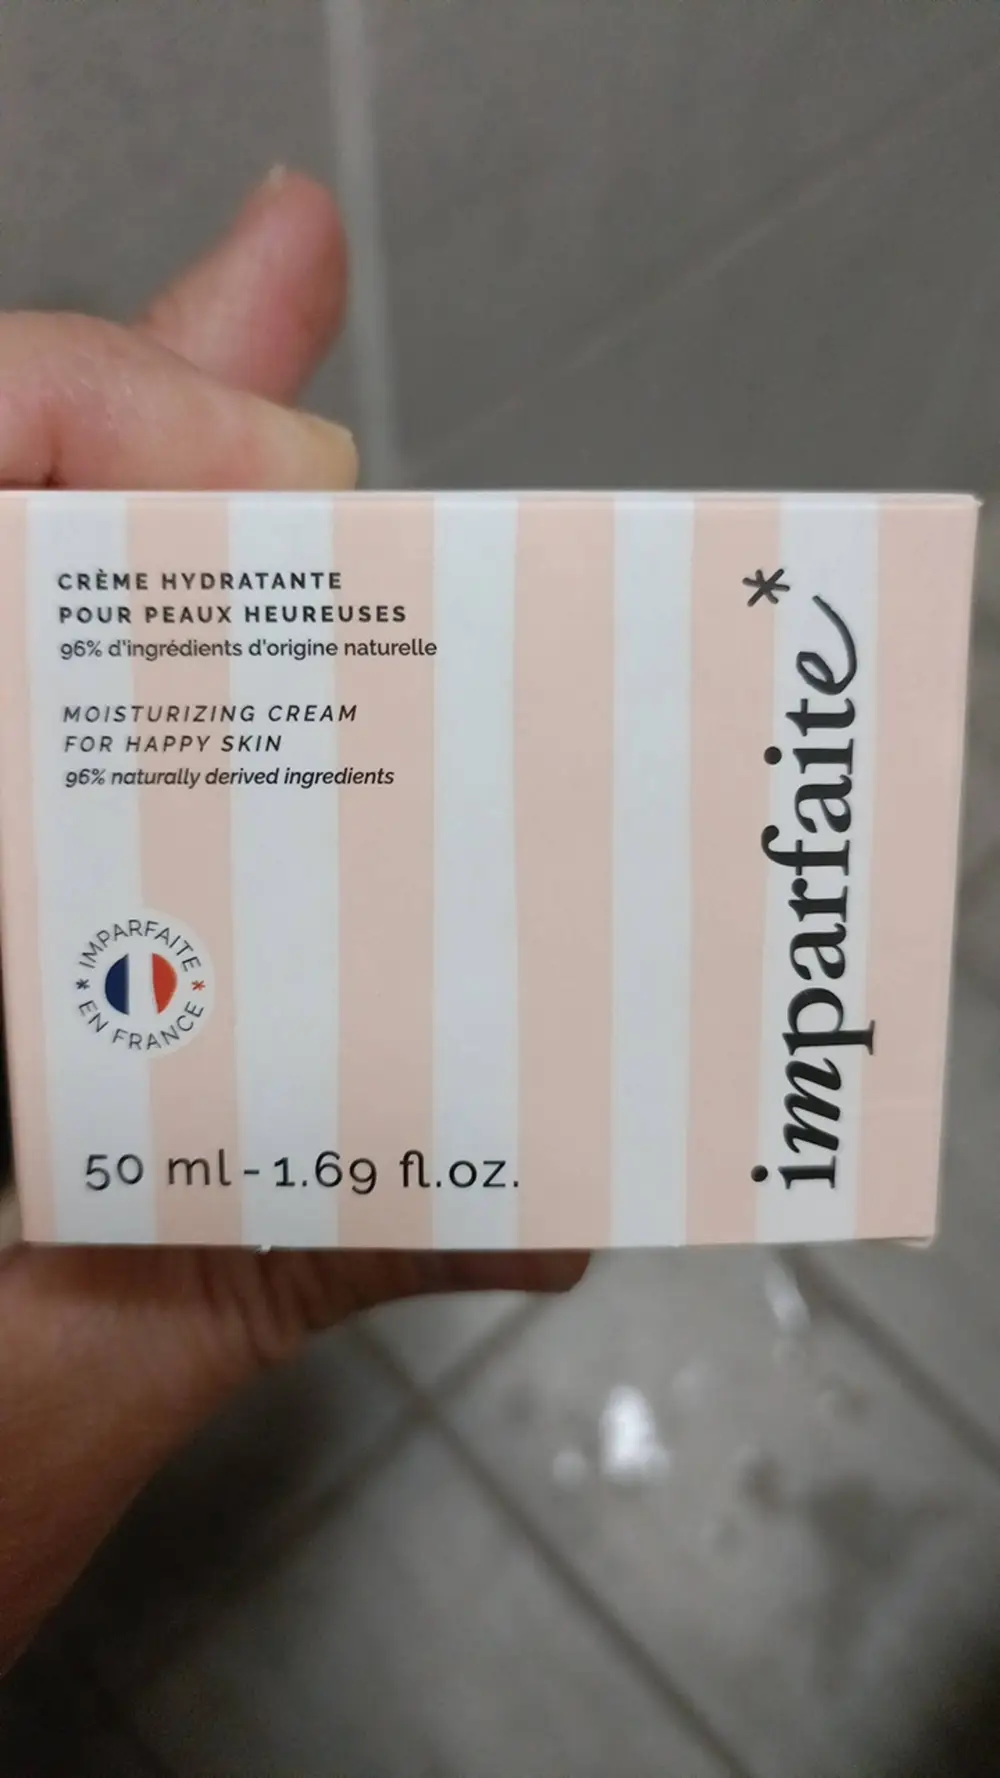 CRÈME HYDRATANTE
POUR PEAUX HEUREUSES
96% d'ingrédients d'origine naturelle
MOISTURIZING CREAM
FOR HAPPY SKIN
96% naturally derived ingredients
* IMPARFAITE *
EN FRANCE
50 ml - 1.69 fl.oz.
imparfaite*